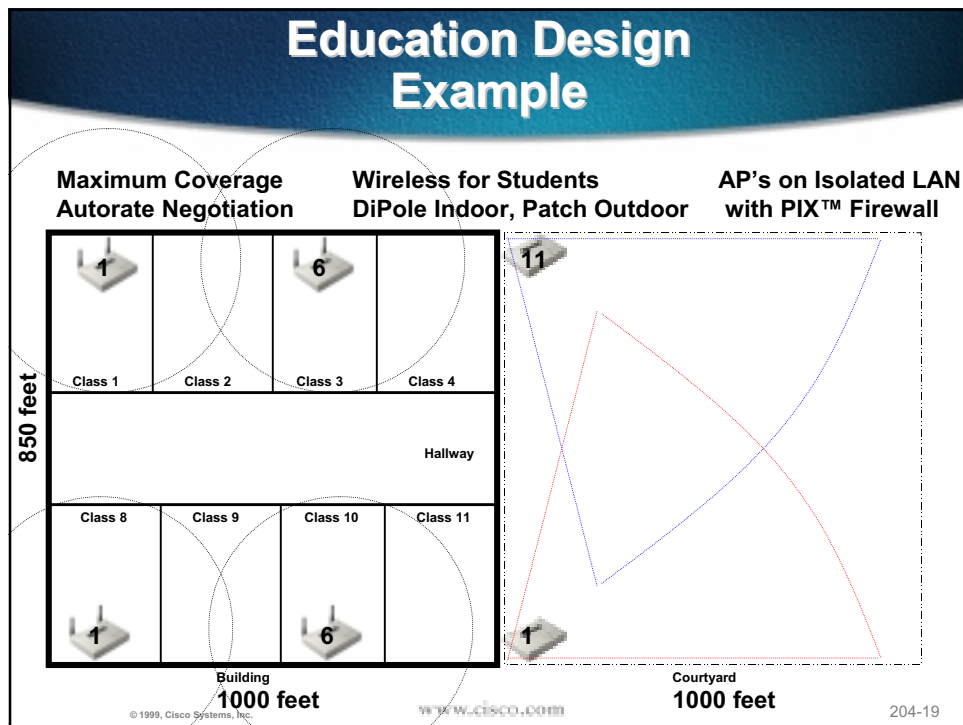 Education Design
Example
Maximum Coverage
Autorate Negotiation
Wireless for Students
DiPole Indoor, Patch Outdoor
AP's on Isolated LAN
with PIX™ Firewall
1
6
11
Class 1
Class 2
Class 3
Class 4
850 feet
Hallway
Class 8
Class 9
Class 10
Class 11
1
6
1
Building
1000 feet
Courtyard
1000 feet
© 1999, Cisco Systems, Inc.
www.cisco.com
204-19